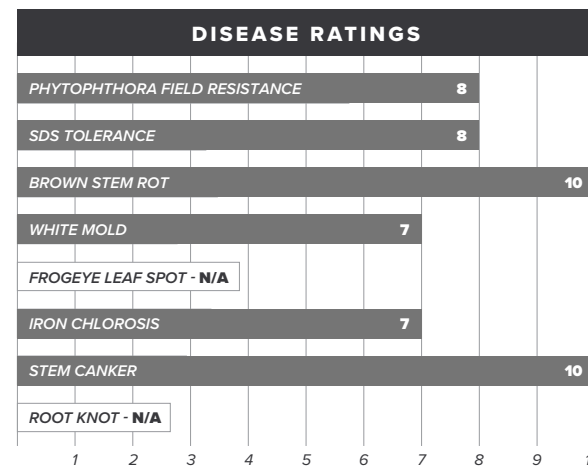 DISEASE RATINGS
PHYTOPHTHORA FIELD RESISTANCE 8
SDS TOLERANCE 8
BROWN STEM ROT 10
WHITE MOLD 7
FROGEYE LEAF SPOT - N/A
IRON CHLOROSIS 7
STEM CANKER 10
ROOT KNOT - N/A
1 2 3 4 5 6 7 8 9